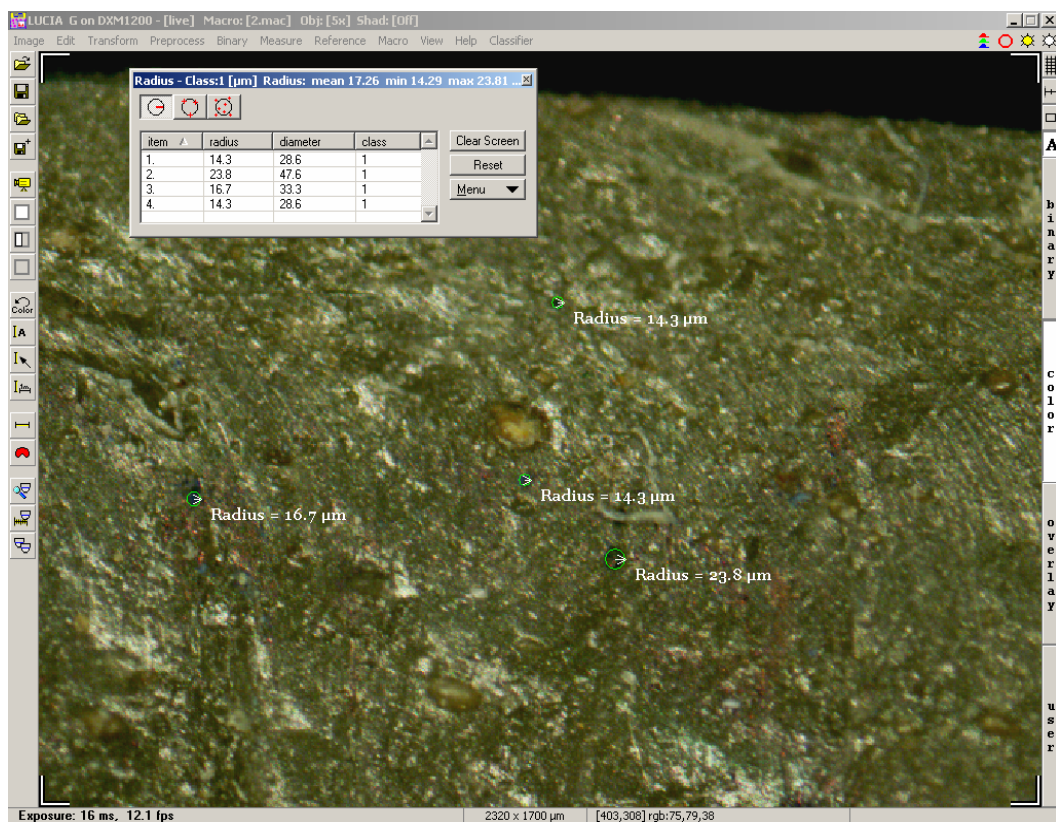 LUCIA G on DXM1200 - [live] Macro: [2.mac] Obj: [5x] Shad: [Off]
Image Edit Transform Preprocess Binary Measure Reference Macro View Help Classifier
Radius - Class:1 [µm] Radius: mean 17.26 min 14.29 max 23.81 ...
item radius diameter class
1. 14.3 28.6 1
2. 23.8 47.6 1
3. 16.7 33.3 1
4. 14.3 28.6 1
Clear Screen
Reset
Menu
Color
IA
A
binary
color
overlay
user
Radius = 14.3 µm
Radius = 14.3 µm
Radius = 16.7 µm
Radius = 23.8 µm
Exposure: 16 ms, 12.1 fps
2320 x 1700 µm
[403,308] rgb:75,79,38